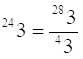 ²⁴3 = ²⁸3 / ⁴3